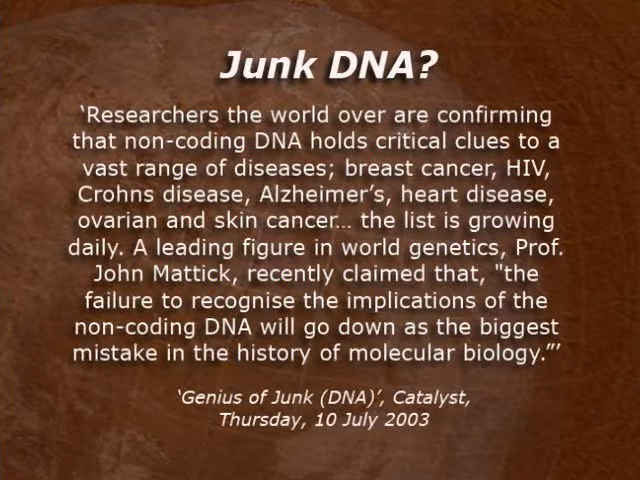 Junk DNA?
‘Researchers the world over are confirming
that non-coding DNA holds critical clues to a
vast range of diseases; breast cancer, HIV,
Crohns disease, Alzheimer’s, heart disease,
ovarian and skin cancer... the list is growing
daily. A leading figure in world genetics, Prof.
John Mattick, recently claimed that, "the
failure to recognise the implications of the
non-coding DNA will go down as the biggest
mistake in the history of molecular biology.”’
‘Genius of Junk (DNA)’, Catalyst,
Thursday, 10 July 2003